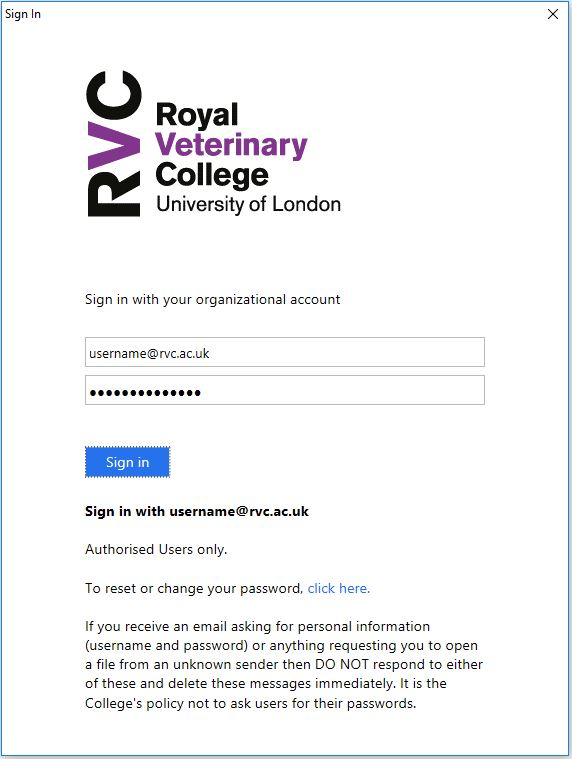 Sign In
RVC
Royal
Veterinary
College
University of London
Sign in with your organizational account
username@rvc.ac.uk
●●●●●●●●●●●●●●
Sign in
Sign in with username@rvc.ac.uk
Authorised Users only.
To reset or change your password, click here.
If you receive an email asking for personal information
(username and password) or anything requesting you to open
a file from an unknown sender then DO NOT respond to either
of these and delete these messages immediately. It is the
College's policy not to ask users for their passwords.